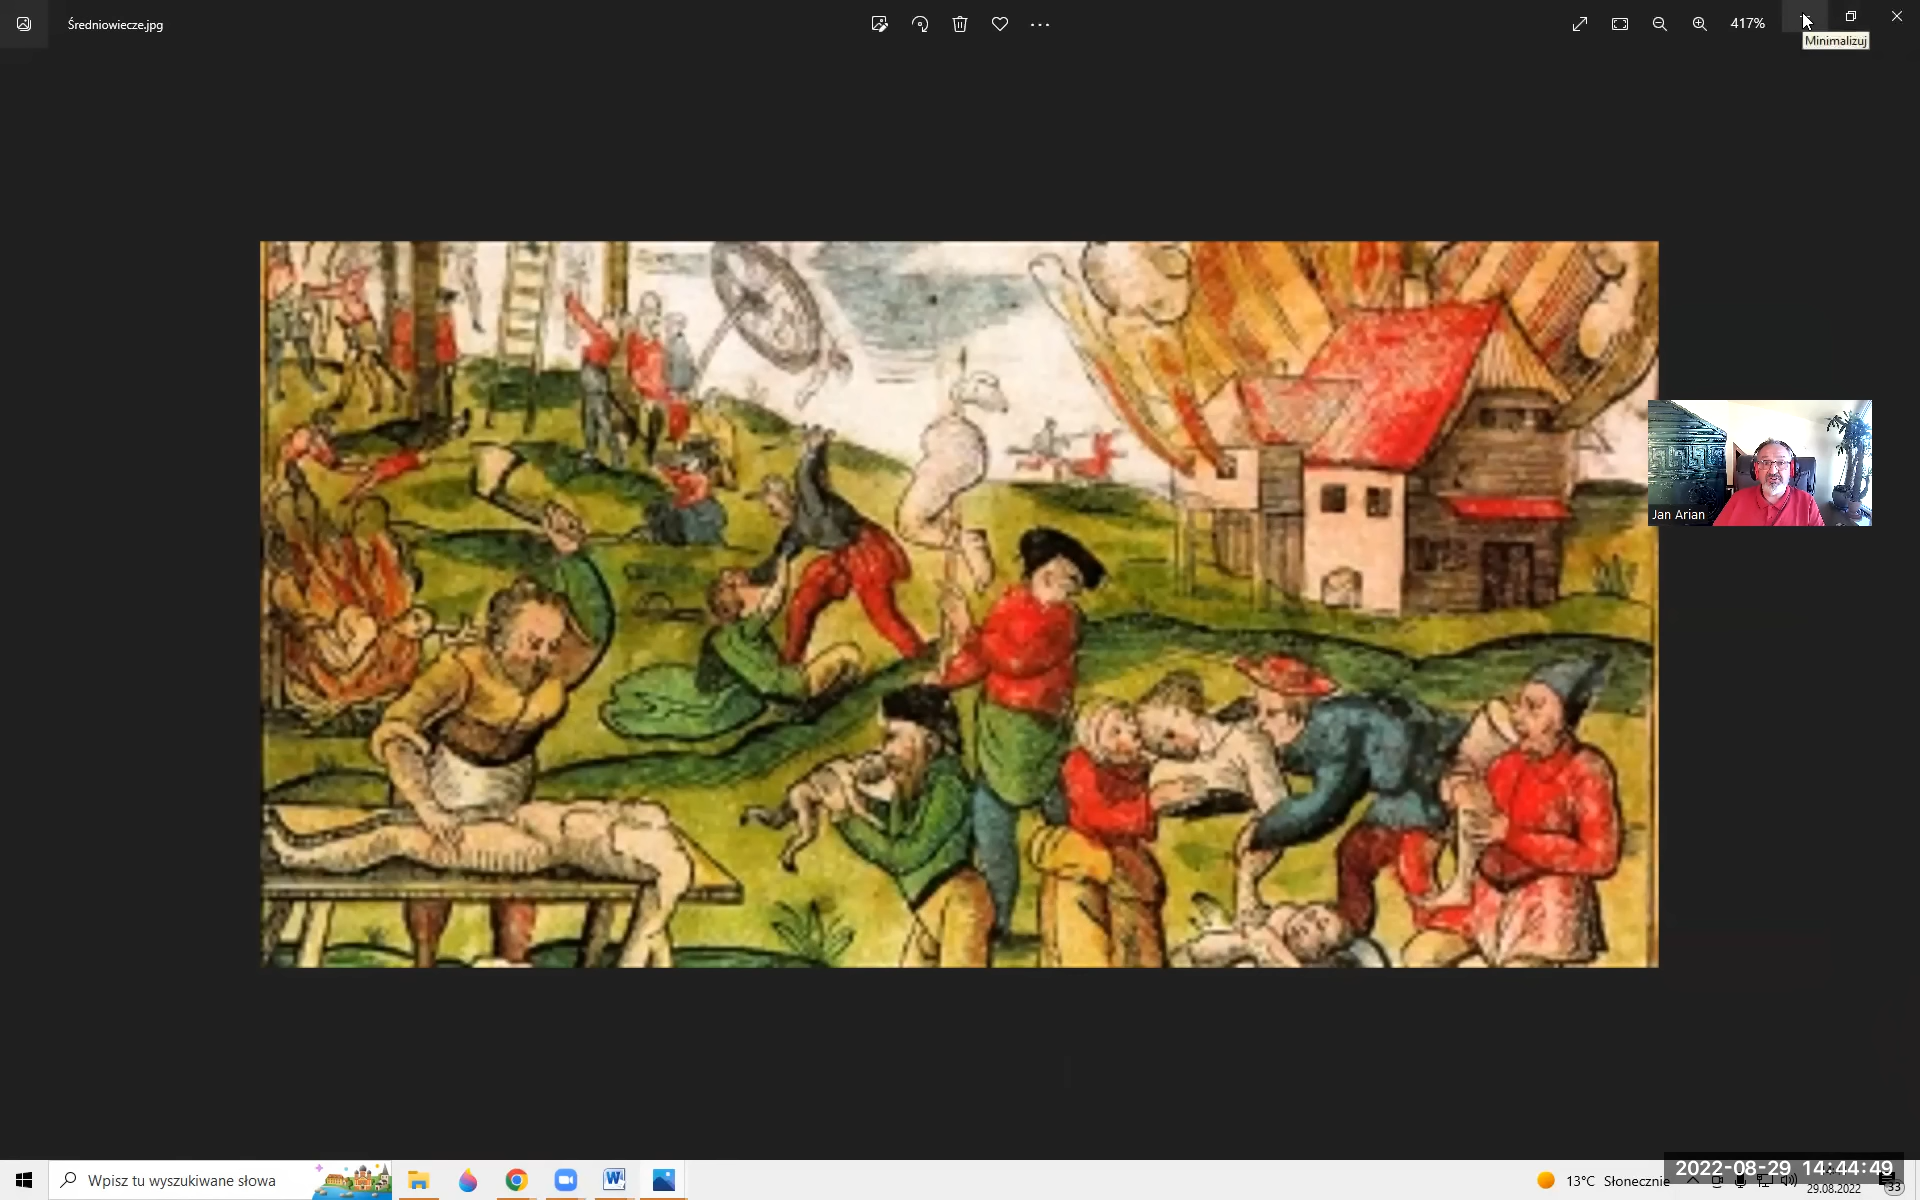 Średniowiecze.jpg
417%
Minimalizuj
Jan Arian
Wpisz tu wyszukiwane słowa
13°C Słonecznie
2022-08-29 14:44:49
29.08.2022
33